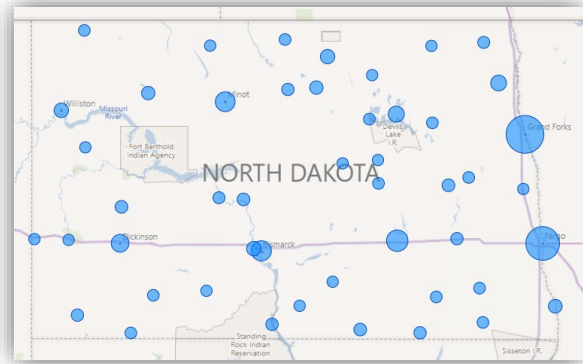 Minot
Williston
Missouri
River
Grand Forks
Devils
Lake
I.R.
Fort Berthold
Indian Agency
NORTH DAKOTA
Dickinson
Bismarck
Fargo
Standing
Rock Indian
Reservation
Sisseton I.R.